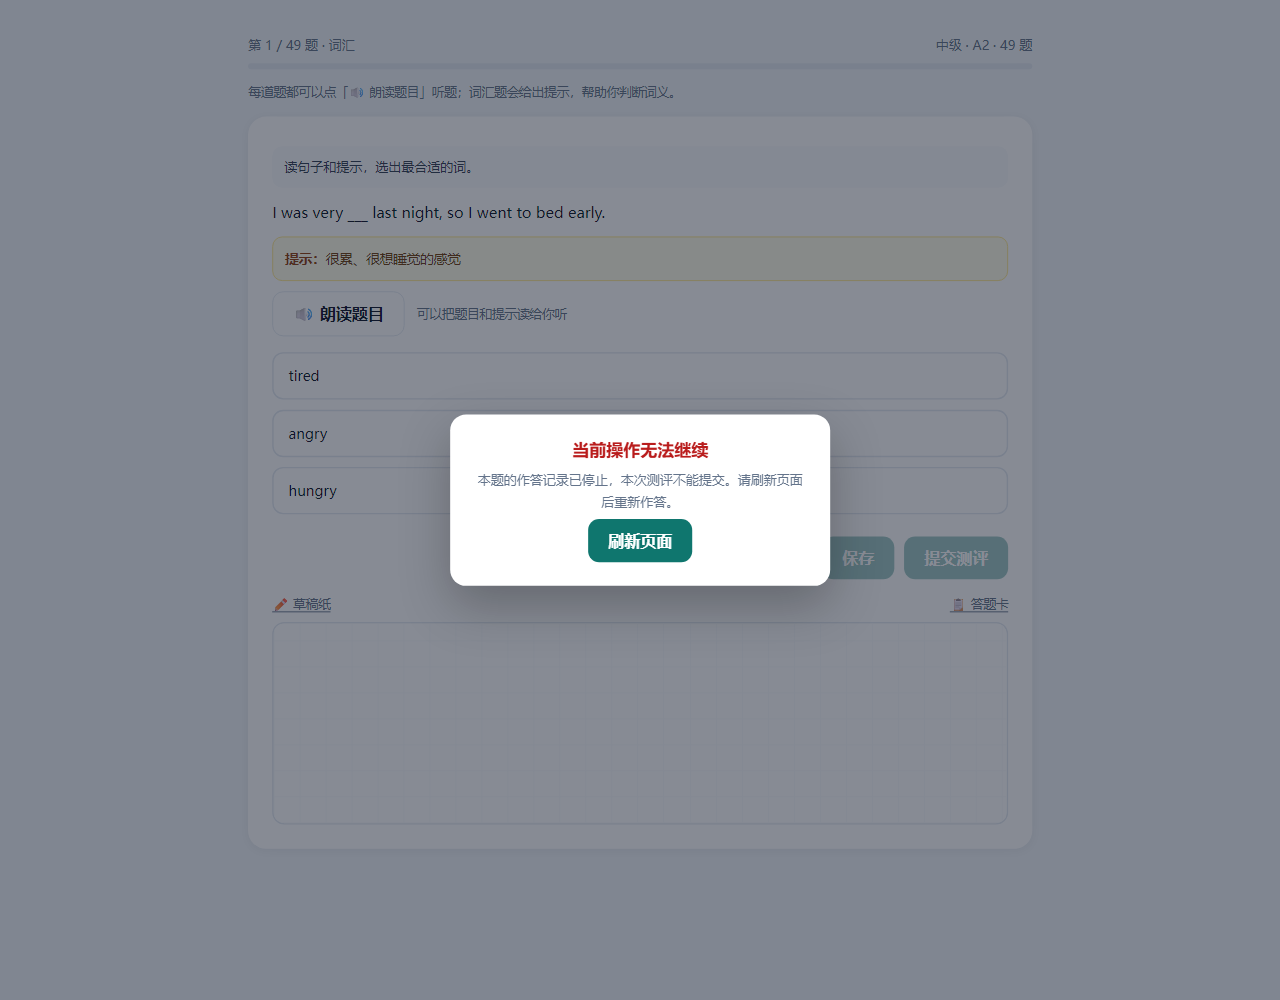 第 1 / 49 题 · 词汇
中级 · A2 · 49 题
每道题都可以点「🔊 朗读题目」听题；词汇题会给出提示，帮助你判断词义。
读句子和提示，选出最合适的词。
I was very ___ last night, so I went to bed early.
提示：很累、很想睡觉的感觉
🔊 朗读题目
可以把题目和提示读给你听
tired
angry
hungry
当前操作无法继续
本题的作答记录已停止，本次测评不能提交。请刷新页面
后重新作答。
刷新页面
保存
提交测评
草稿纸
答题卡